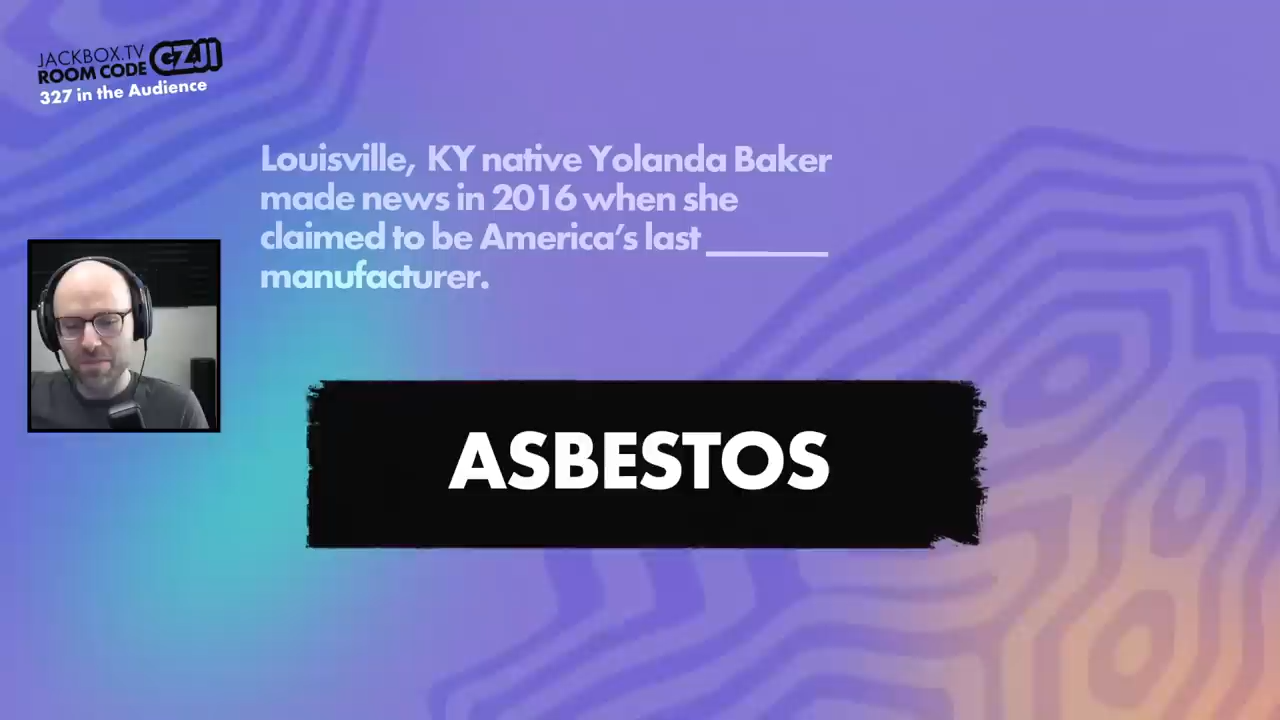 JACKBOX.TV
ROOM CODE CZJI
327 in the Audience
Louisville, KY native Yolanda Baker
made news in 2016 when she
claimed to be America's last ______
manufacturer.
ASBESTOS